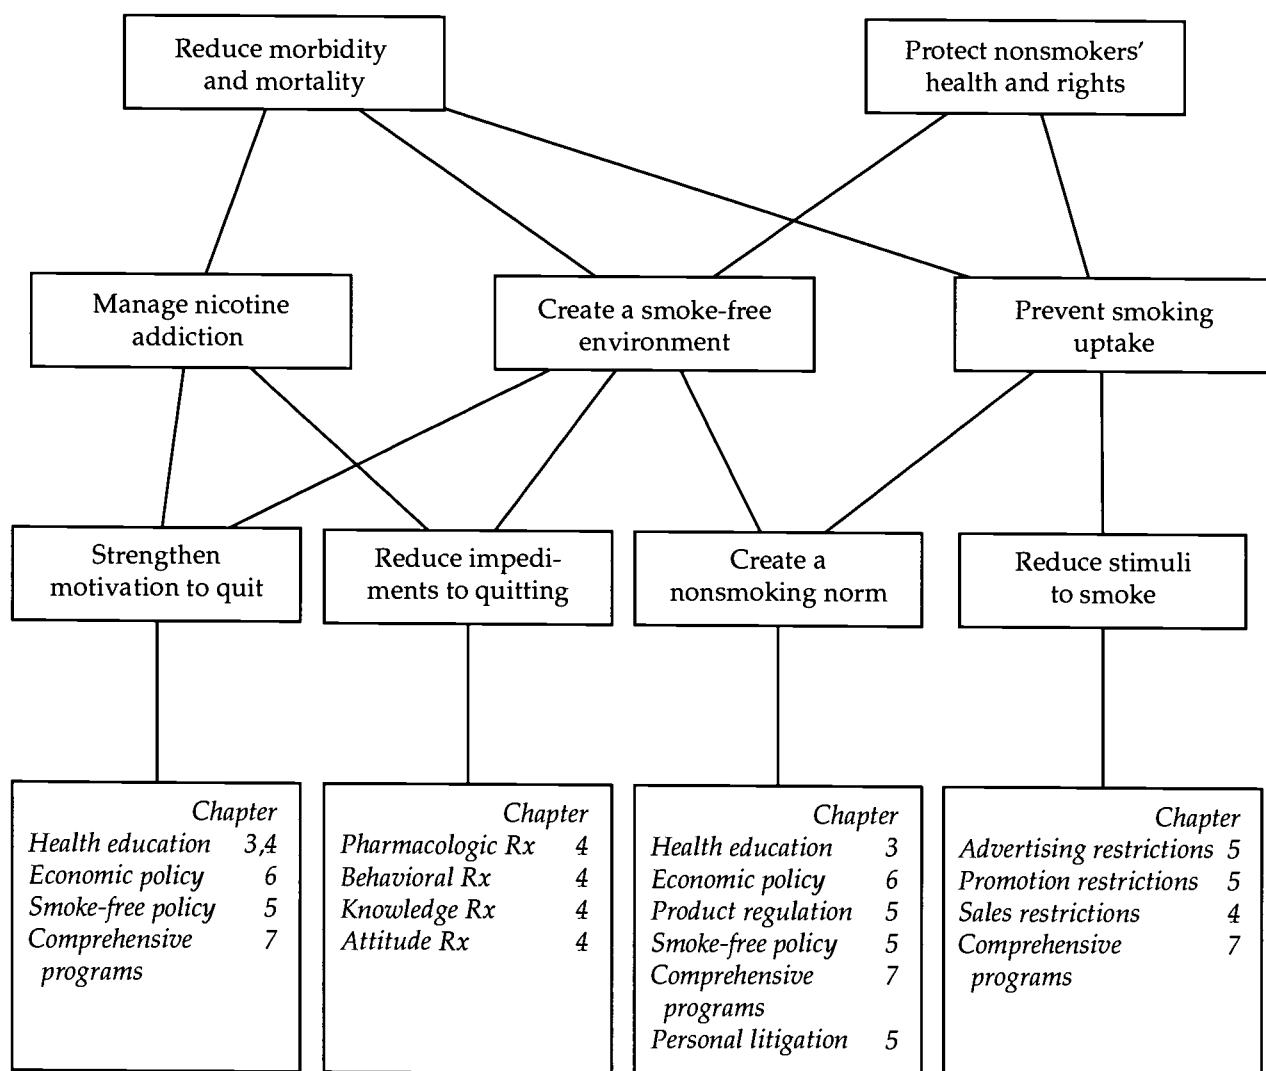 Reduce morbidity
and mortality
Protect nonsmokers'
health and rights
Manage nicotine
addiction
Create a smoke-free
environment
Prevent smoking
uptake
Strengthen
motivation to quit
Reduce impedi-
ments to quitting
Create a
nonsmoking norm
Reduce stimuli
to smoke
Chapter
Health education 3,4
Economic policy 6
Smoke-free policy 5
Comprehensive 7
programs
Chapter
Pharmacologic Rx 4
Behavioral Rx 4
Knowledge Rx 4
Attitude Rx 4
Chapter
Health education 3
Economic policy 6
Product regulation 5
Smoke-free policy 5
Comprehensive 7
programs
Personal litigation 5
Chapter
Advertising restrictions 5
Promotion restrictions 5
Sales restrictions 4
Comprehensive 7
programs